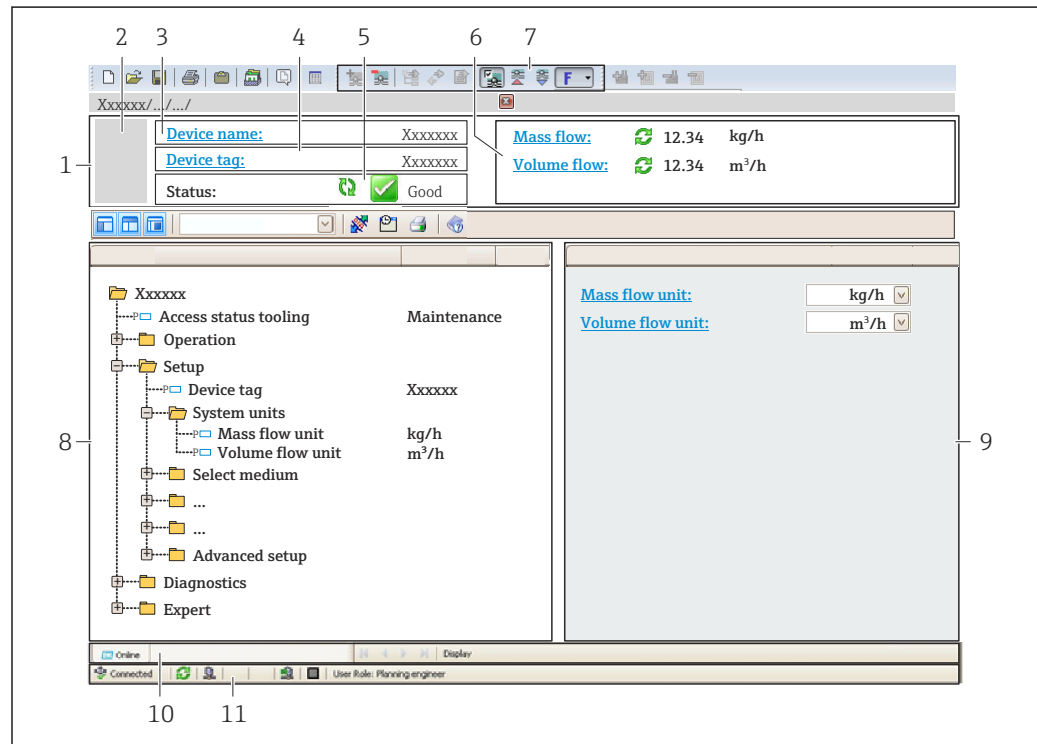 2 3 4 5 6 7
F
Xxxxxx/.../.../
1
Device name: Xxxxxxx
Device tag: Xxxxxxx
Status: Good
Mass flow: 12.34 kg/h
Volume flow: 12.34 m³/h
8
Xxxxxx
P Access status tooling Maintenance
Operation
Setup
P Device tag Xxxxxx
System units
P Mass flow unit kg/h
P Volume flow unit m³/h
Select medium
...
...
Advanced setup
Diagnostics
Expert
Mass flow unit: kg/h
Volume flow unit: m³/h
9
Online Display
Connected User Role: Planning engineer
10 11